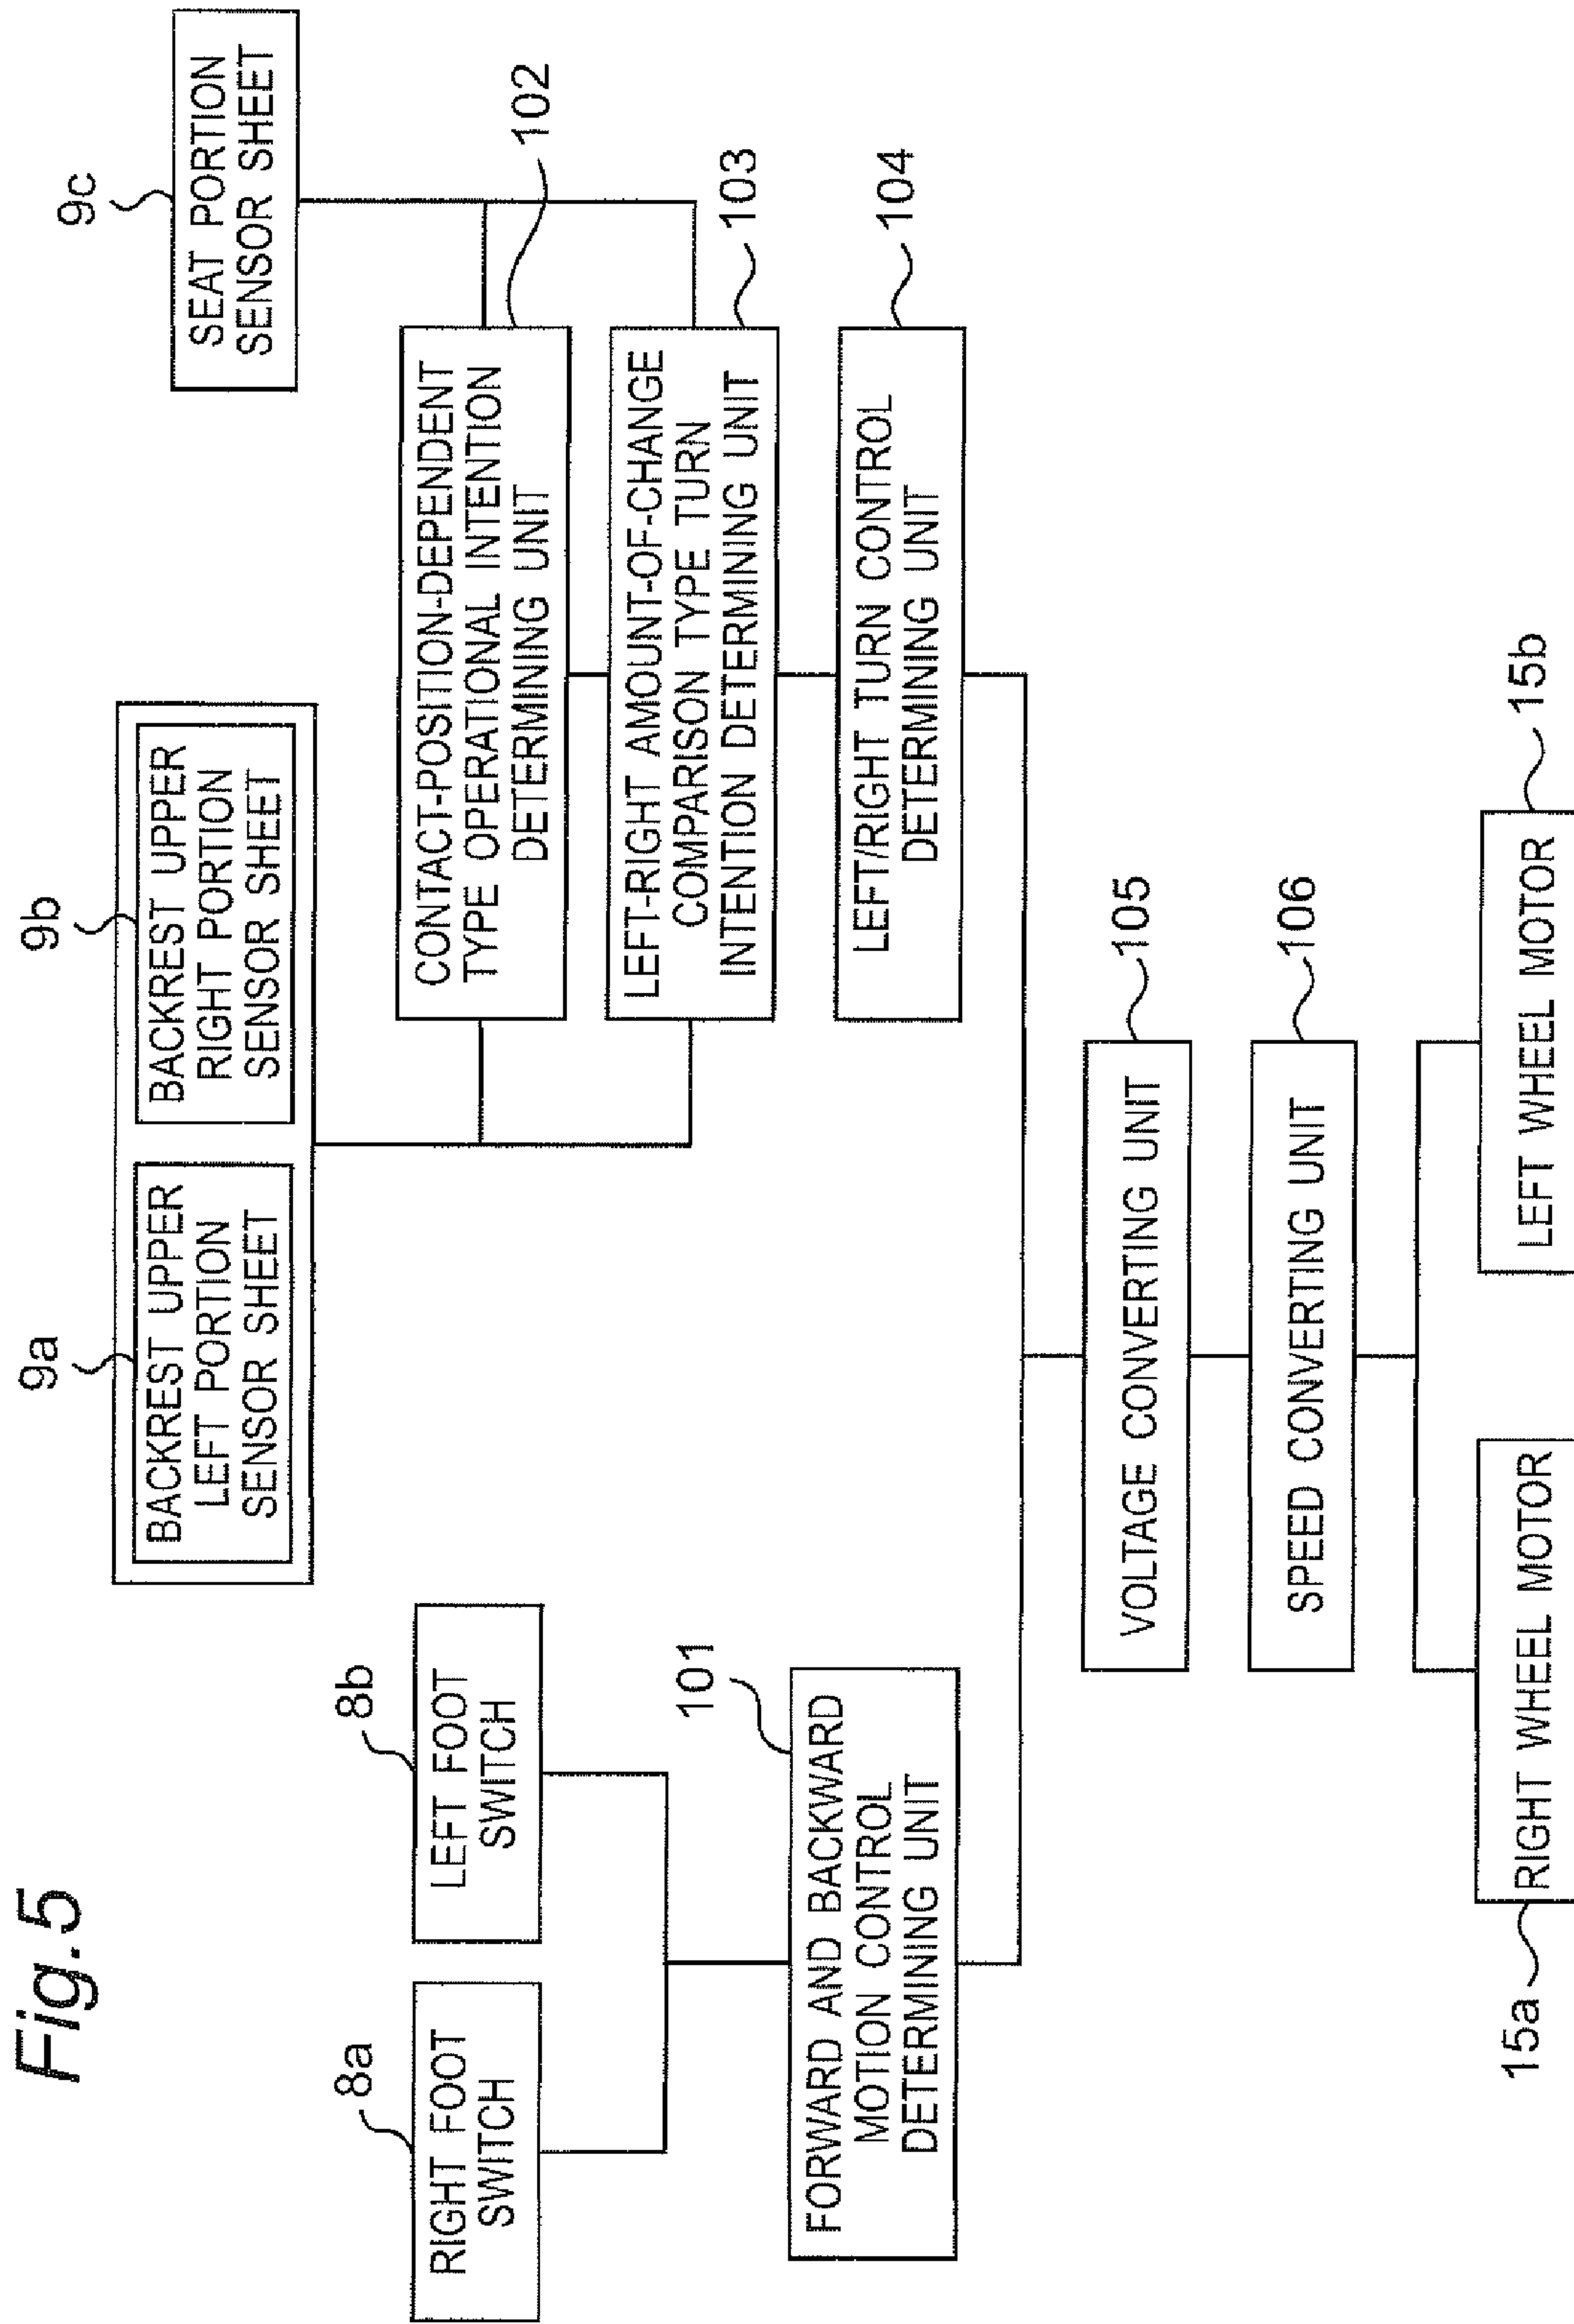 Fig.5
9a
9b
9c
BACKREST UPPER
LEFT PORTION
SENSOR SHEET
BACKREST UPPER
RIGHT PORTION
SENSOR SHEET
SEAT PORTION
SENSOR SHEET
8a
8b
RIGHT FOOT
SWITCH
LEFT FOOT
SWITCH
CONTACT-POSITION-DEPENDENT
TYPE OPERATIONAL INTENTION
DETERMINING UNIT
102
LEFT-RIGHT AMOUNT-OF-CHANGE
COMPARISON TYPE TURN
INTENTION DETERMINING UNIT
103
101
FORWARD AND BACKWARD
MOTION CONTROL
DETERMINING UNIT
LEFT/RIGHT TURN CONTROL
DETERMINING UNIT
104
VOLTAGE CONVERTING UNIT
105
SPEED CONVERTING UNIT
106
15a
RIGHT WHEEL MOTOR
LEFT WHEEL MOTOR
15b